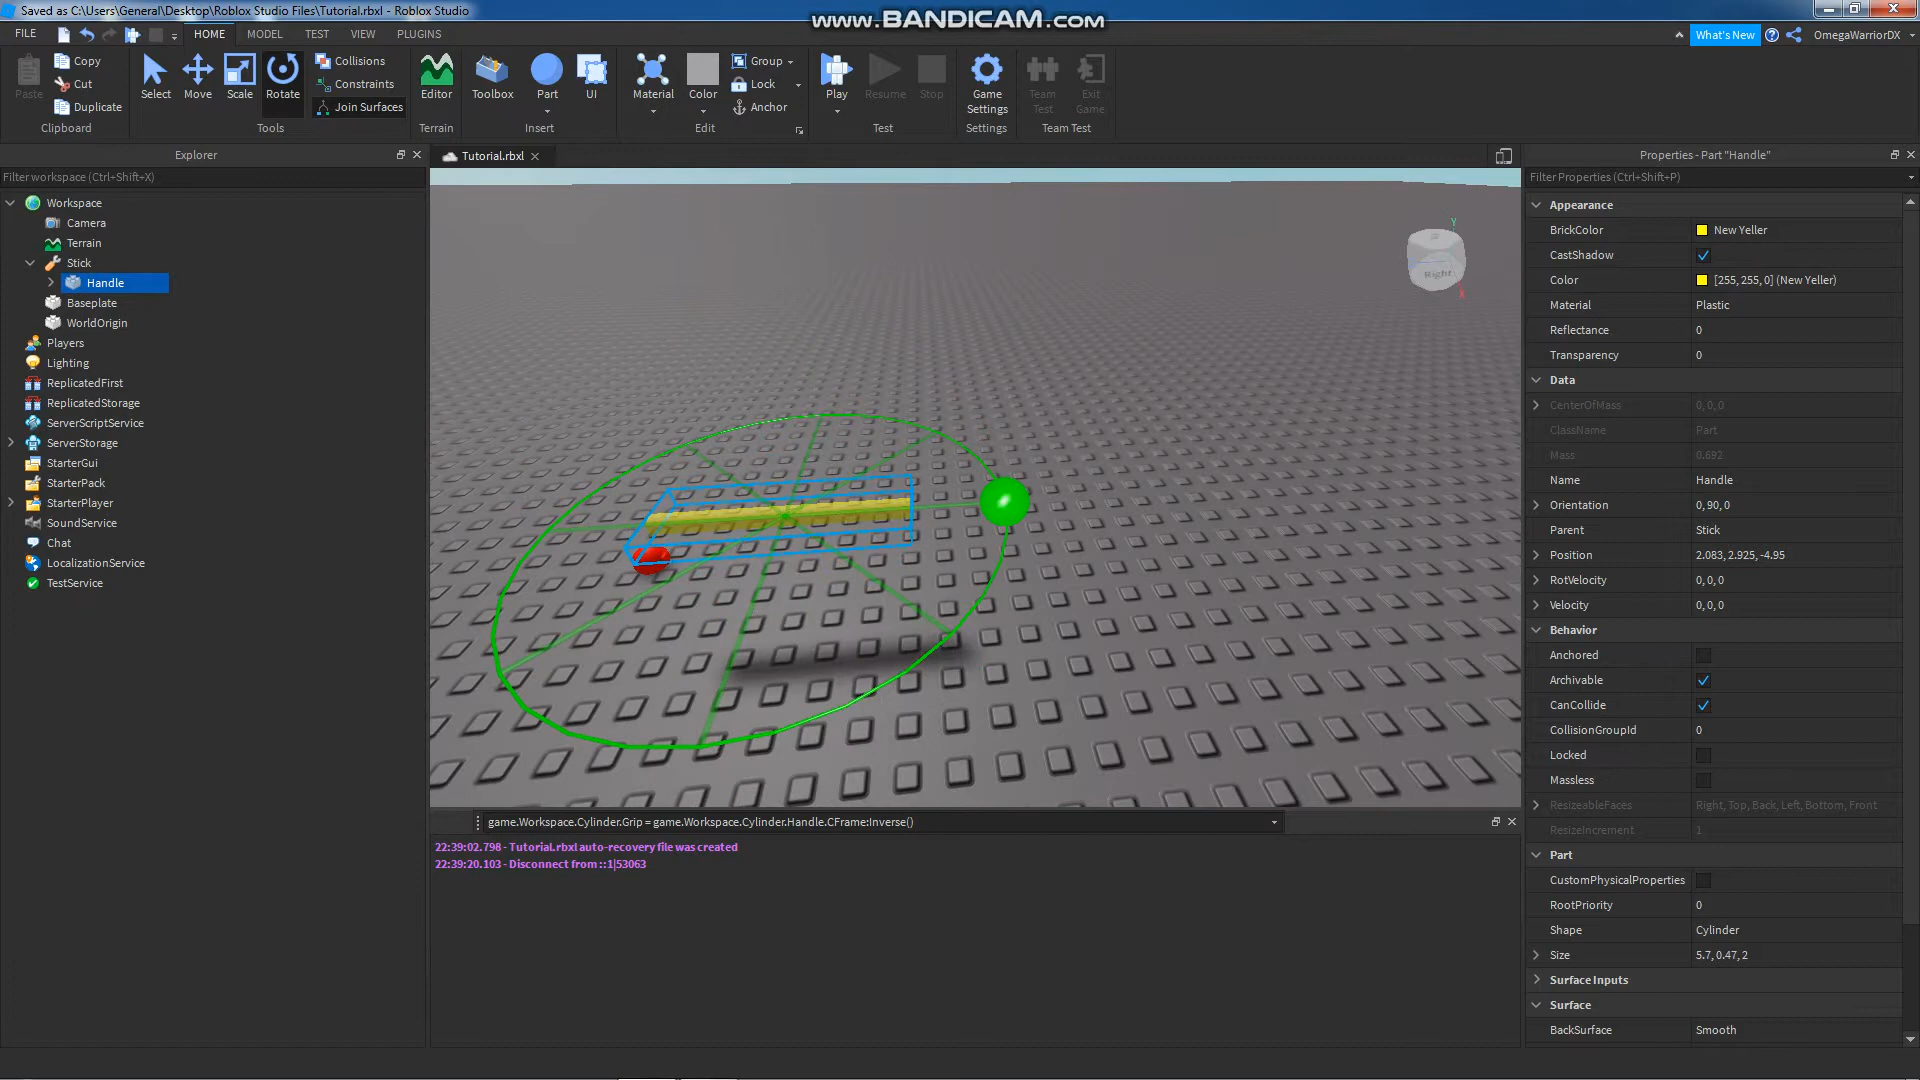 Saved as C:\Users\General\Desktop\Roblox Studio Files\Tutorial.rbxl - Roblox Studio
www.BANDICAM.com
FILE HOME MODEL TEST VIEW PLUGINS What's New OmegaWarriorDX
Paste Copy Cut Duplicate Clipboard
Select Move Scale Rotate Collisions Constraints Join Surfaces Tools
Editor Terrain
Toolbox Part UI Insert
Material Color Group Lock Anchor Edit
Play Resume Stop Test
Game Settings Settings
Team Test Exit Game Team Test
Explorer
Filter workspace (Ctrl+Shift+X)
Workspace
Camera
Terrain
Stick
Handle
Baseplate
WorldOrigin
Players
Lighting
ReplicatedFirst
ReplicatedStorage
ServerScriptService
ServerStorage
StarterGui
StarterPack
StarterPlayer
SoundService
Chat
LocalizationService
TestService
Tutorial.rbxl
Y
Right
X
game.Workspace.Cylinder.Grip = game.Workspace.Cylinder.Handle.CFrame:Inverse()
22:39:02.798 - Tutorial.rbxl auto-recovery file was created
22:39:20.103 - Disconnect from ::1|53063
Properties - Part "Handle"
Filter Properties (Ctrl+Shift+P)
Appearance
BrickColor New Yeller
CastShadow
Color [255, 255, 0] (New Yeller)
Material Plastic
Reflectance 0
Transparency 0
Data
CenterOfMass 0, 0, 0
ClassName Part
Mass 0.692
Name Handle
Orientation 0, 90, 0
Parent Stick
Position 2.083, 2.925, -4.95
RotVelocity 0, 0, 0
Velocity 0, 0, 0
Behavior
Anchored
Archivable
CanCollide
CollisionGroupId 0
Locked
Massless
ResizeableFaces Right, Top, Back, Left, Bottom, Front
ResizeIncrement 1
Part
CustomPhysicalProperties
RootPriority 0
Shape Cylinder
Size 5.7, 0.47, 2
Surface Inputs
Surface
BackSurface Smooth